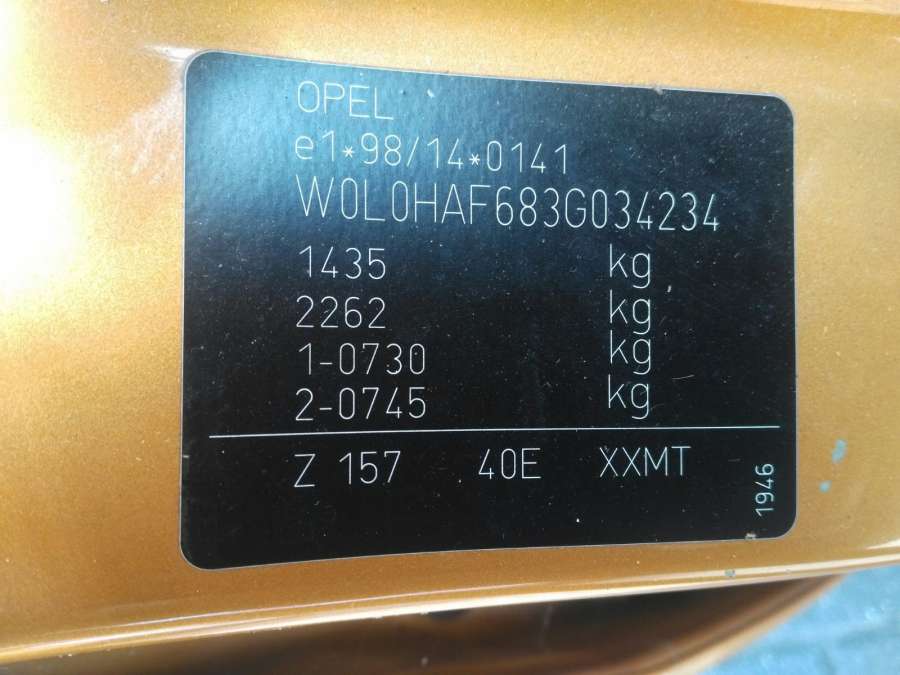 OPEL
e1*98/14*0141
W0L0HAF683G034234
1435 kg
2262 kg
1-0730 kg
2-0745 kg
Z 157 40E XXMT
1946